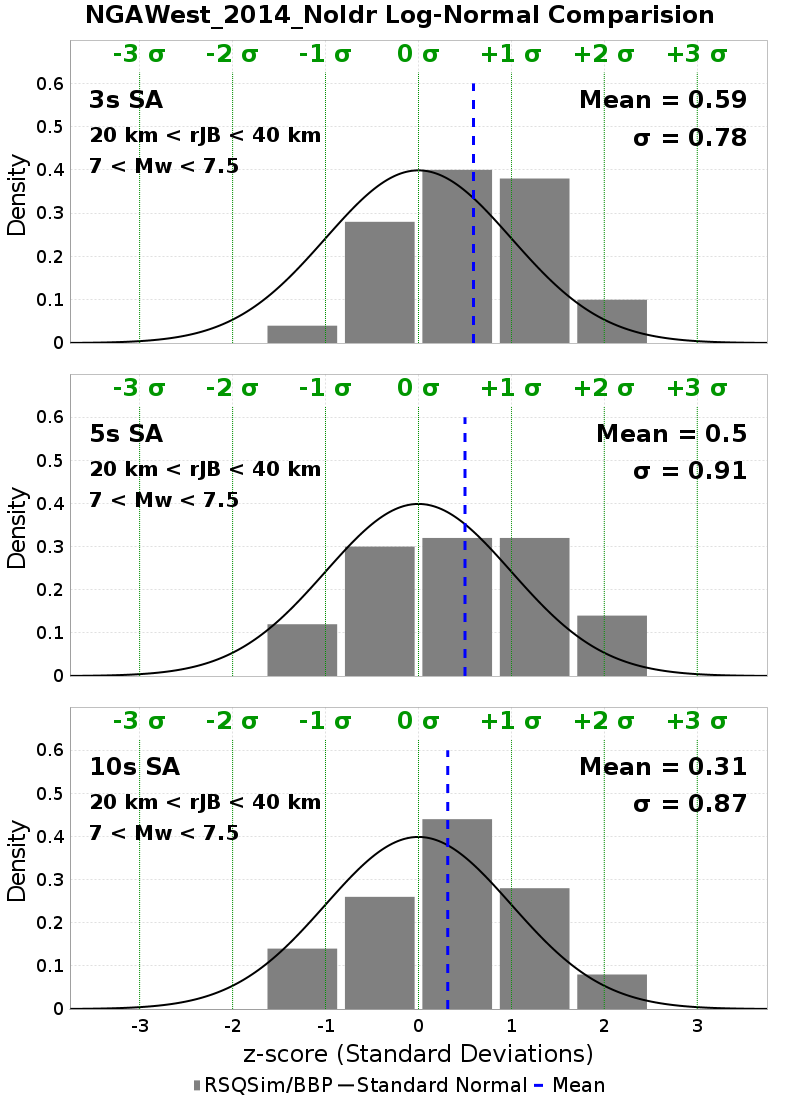 NGAWest_2014_NoIdr Log-Normal Comparision
-3 σ -2 σ -1 σ 0 σ +1 σ +2 σ +3 σ
3s SA
20 km < rJB < 40 km
7 < Mw < 7.5
Mean = 0.59
σ = 0.78
0.6
0.5
0.4
0.3
0.2
0.1
0
Density
-3 σ -2 σ -1 σ 0 σ +1 σ +2 σ +3 σ
5s SA
20 km < rJB < 40 km
7 < Mw < 7.5
Mean = 0.5
σ = 0.91
0.6
0.5
0.4
0.3
0.2
0.1
0
Density
-3 σ -2 σ -1 σ 0 σ +1 σ +2 σ +3 σ
10s SA
20 km < rJB < 40 km
7 < Mw < 7.5
Mean = 0.31
σ = 0.87
0.6
0.5
0.4
0.3
0.2
0.1
0
Density
-3 -2 -1 0 1 2 3
z-score (Standard Deviations)
RSQSim/BBP Standard Normal Mean